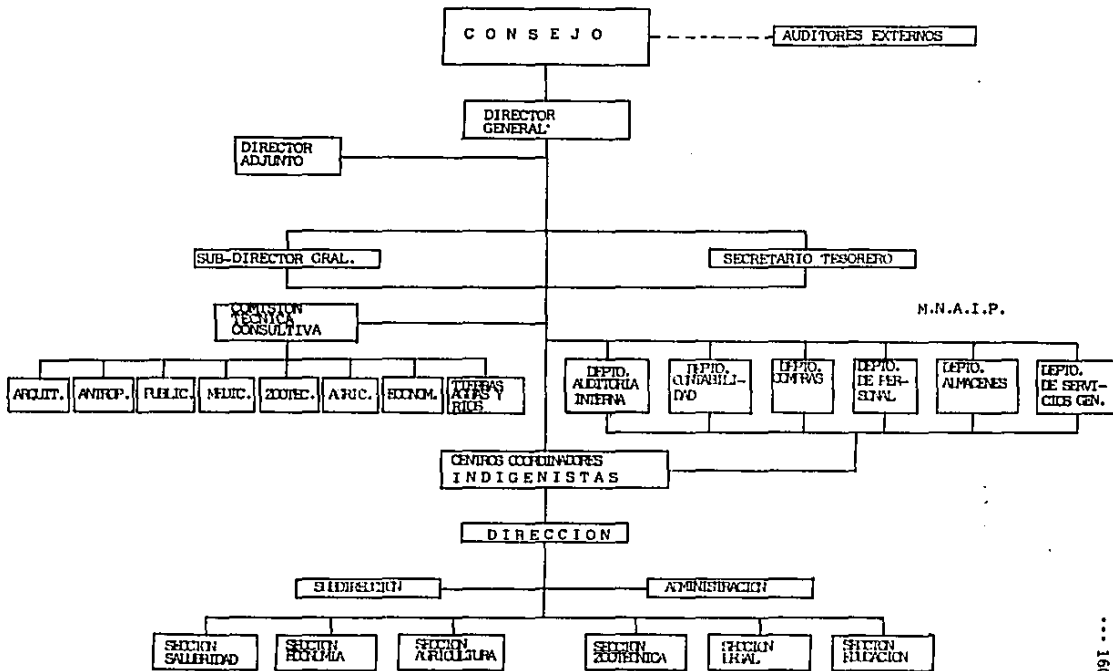 CONSEJO
AUDITORES EXTERNOS
DIRECTOR
GENERAL
DIRECTOR
ADJUNTO
SUB-DIRECTOR GRAL.
SECRETARIO TESORERO
COMISION
TECNICA
CONSULTIVA
M.N.A.I.P.
ARQUIT.
ANTROP.
PUBLIC.
MEDIC.
ZOOTEC.
AGRIC.
ECONOM.
TIERRAS
AGUAS Y
RIOS
DEPTO.
AUDITORIA
INTERNA
DEPTO.
CONTABILI-
DAD
DEPTO.
COMPRAS
DEPTO.
DE PER-
SONAL
DEPTO.
ALMACENES
DEPTO.
DE SERVI-
CIOS GEN.
CENTROS COORDINADORES
INDIGENISTAS
DIRECCION
SUBDIRECCION
ADMINISTRACION
SECCION
SALUBRIDAD
SECCION
ECONOMIA
SECCION
AGRICULTURA
SECCION
ZOOTECNICA
SECCION
LEGAL
SECCION
EDUCACION